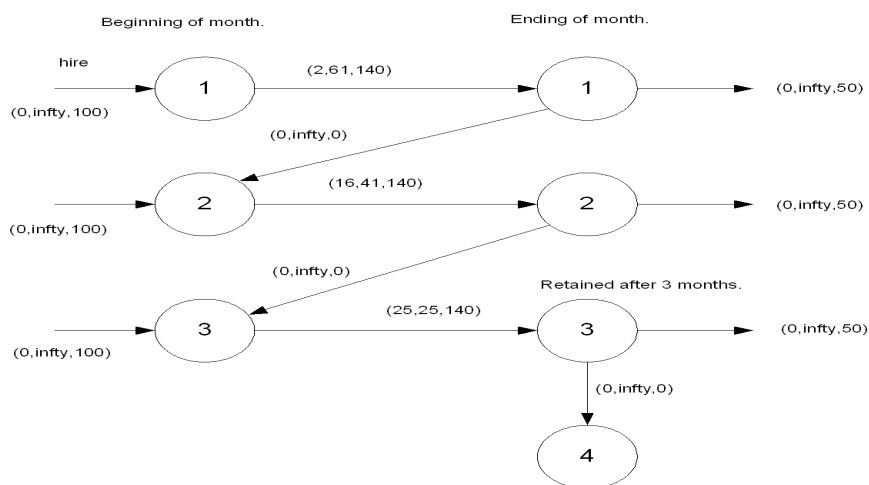 Beginning of month.
Ending of month.
hire
(2,61,140)
1
1
(0,infty,50)
(0,infty,100)
(0,infty,0)
(16,41,140)
2
2
(0,infty,50)
(0,infty,100)
(0,infty,0)
Retained after 3 months.
(25,25,140)
3
3
(0,infty,50)
(0,infty,100)
(0,infty,0)
4